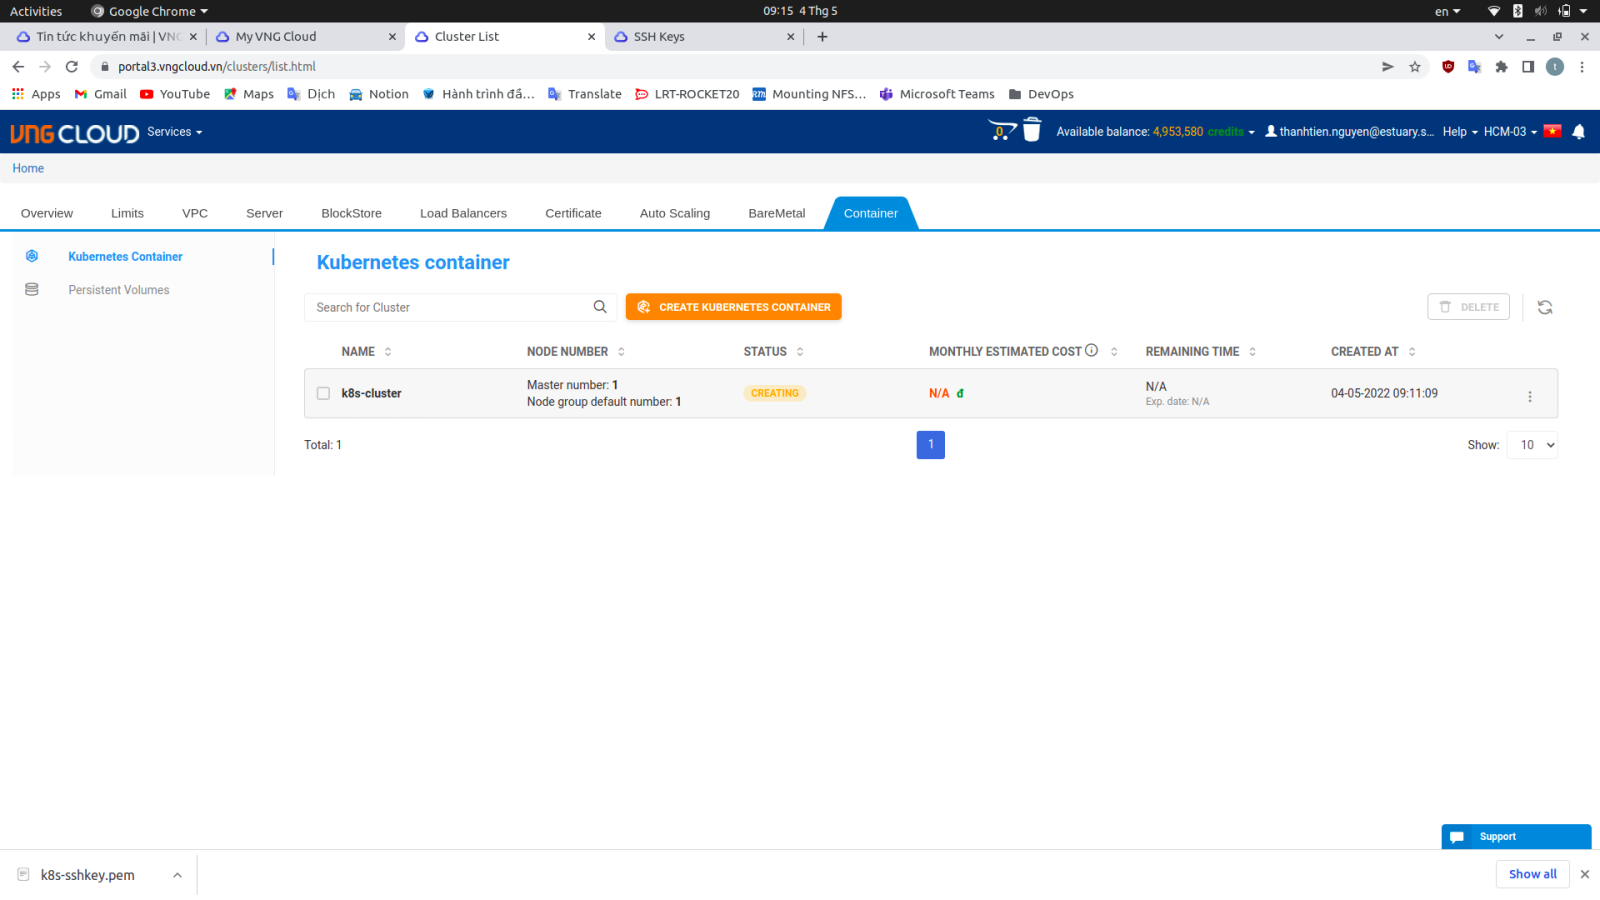 Activities Google Chrome 09:15 4 Thg 5 en
Tin tức khuyến mãi | VNG My VNG Cloud Cluster List SSH Keys
portal3.vngcloud.vn/clusters/list.html t
Apps Gmail YouTube Maps Dịch Notion Hành trình đầ... Translate LRT-ROCKET20 Mounting NFS... Microsoft Teams DevOps
VNG CLOUD Services 0 Available balance: 4,953,580 credits thanhtien.nguyen@estuary.s... Help HCM-03
Home
Overview Limits VPC Server BlockStore Load Balancers Certificate Auto Scaling BareMetal Container
Kubernetes Container
Persistent Volumes
Kubernetes container
Search for Cluster CREATE KUBERNETES CONTAINER DELETE
NAME NODE NUMBER STATUS MONTHLY ESTIMATED COST REMAINING TIME CREATED AT
k8s-cluster Master number: 1 CREATING N/A đ N/A 04-05-2022 09:11:09
Node group default number: 1 Exp. date: N/A
Total: 1 1 Show: 10
Support
k8s-sshkey.pem Show all